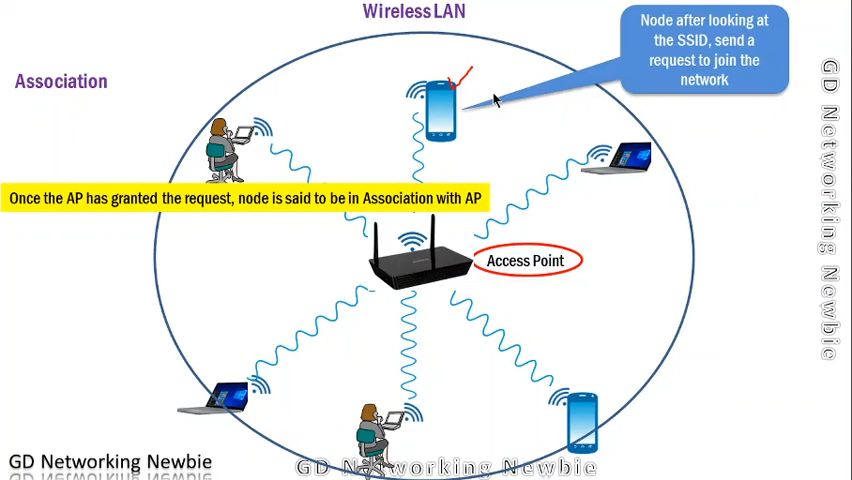 Wireless LAN
Node after looking at
the SSID, send a
request to join the
network
Association
Once the AP has granted the request, node is said to be in Association with AP
Access Point
GD Networking Newbie
GD Networking Newbie
GD Networking Newbie